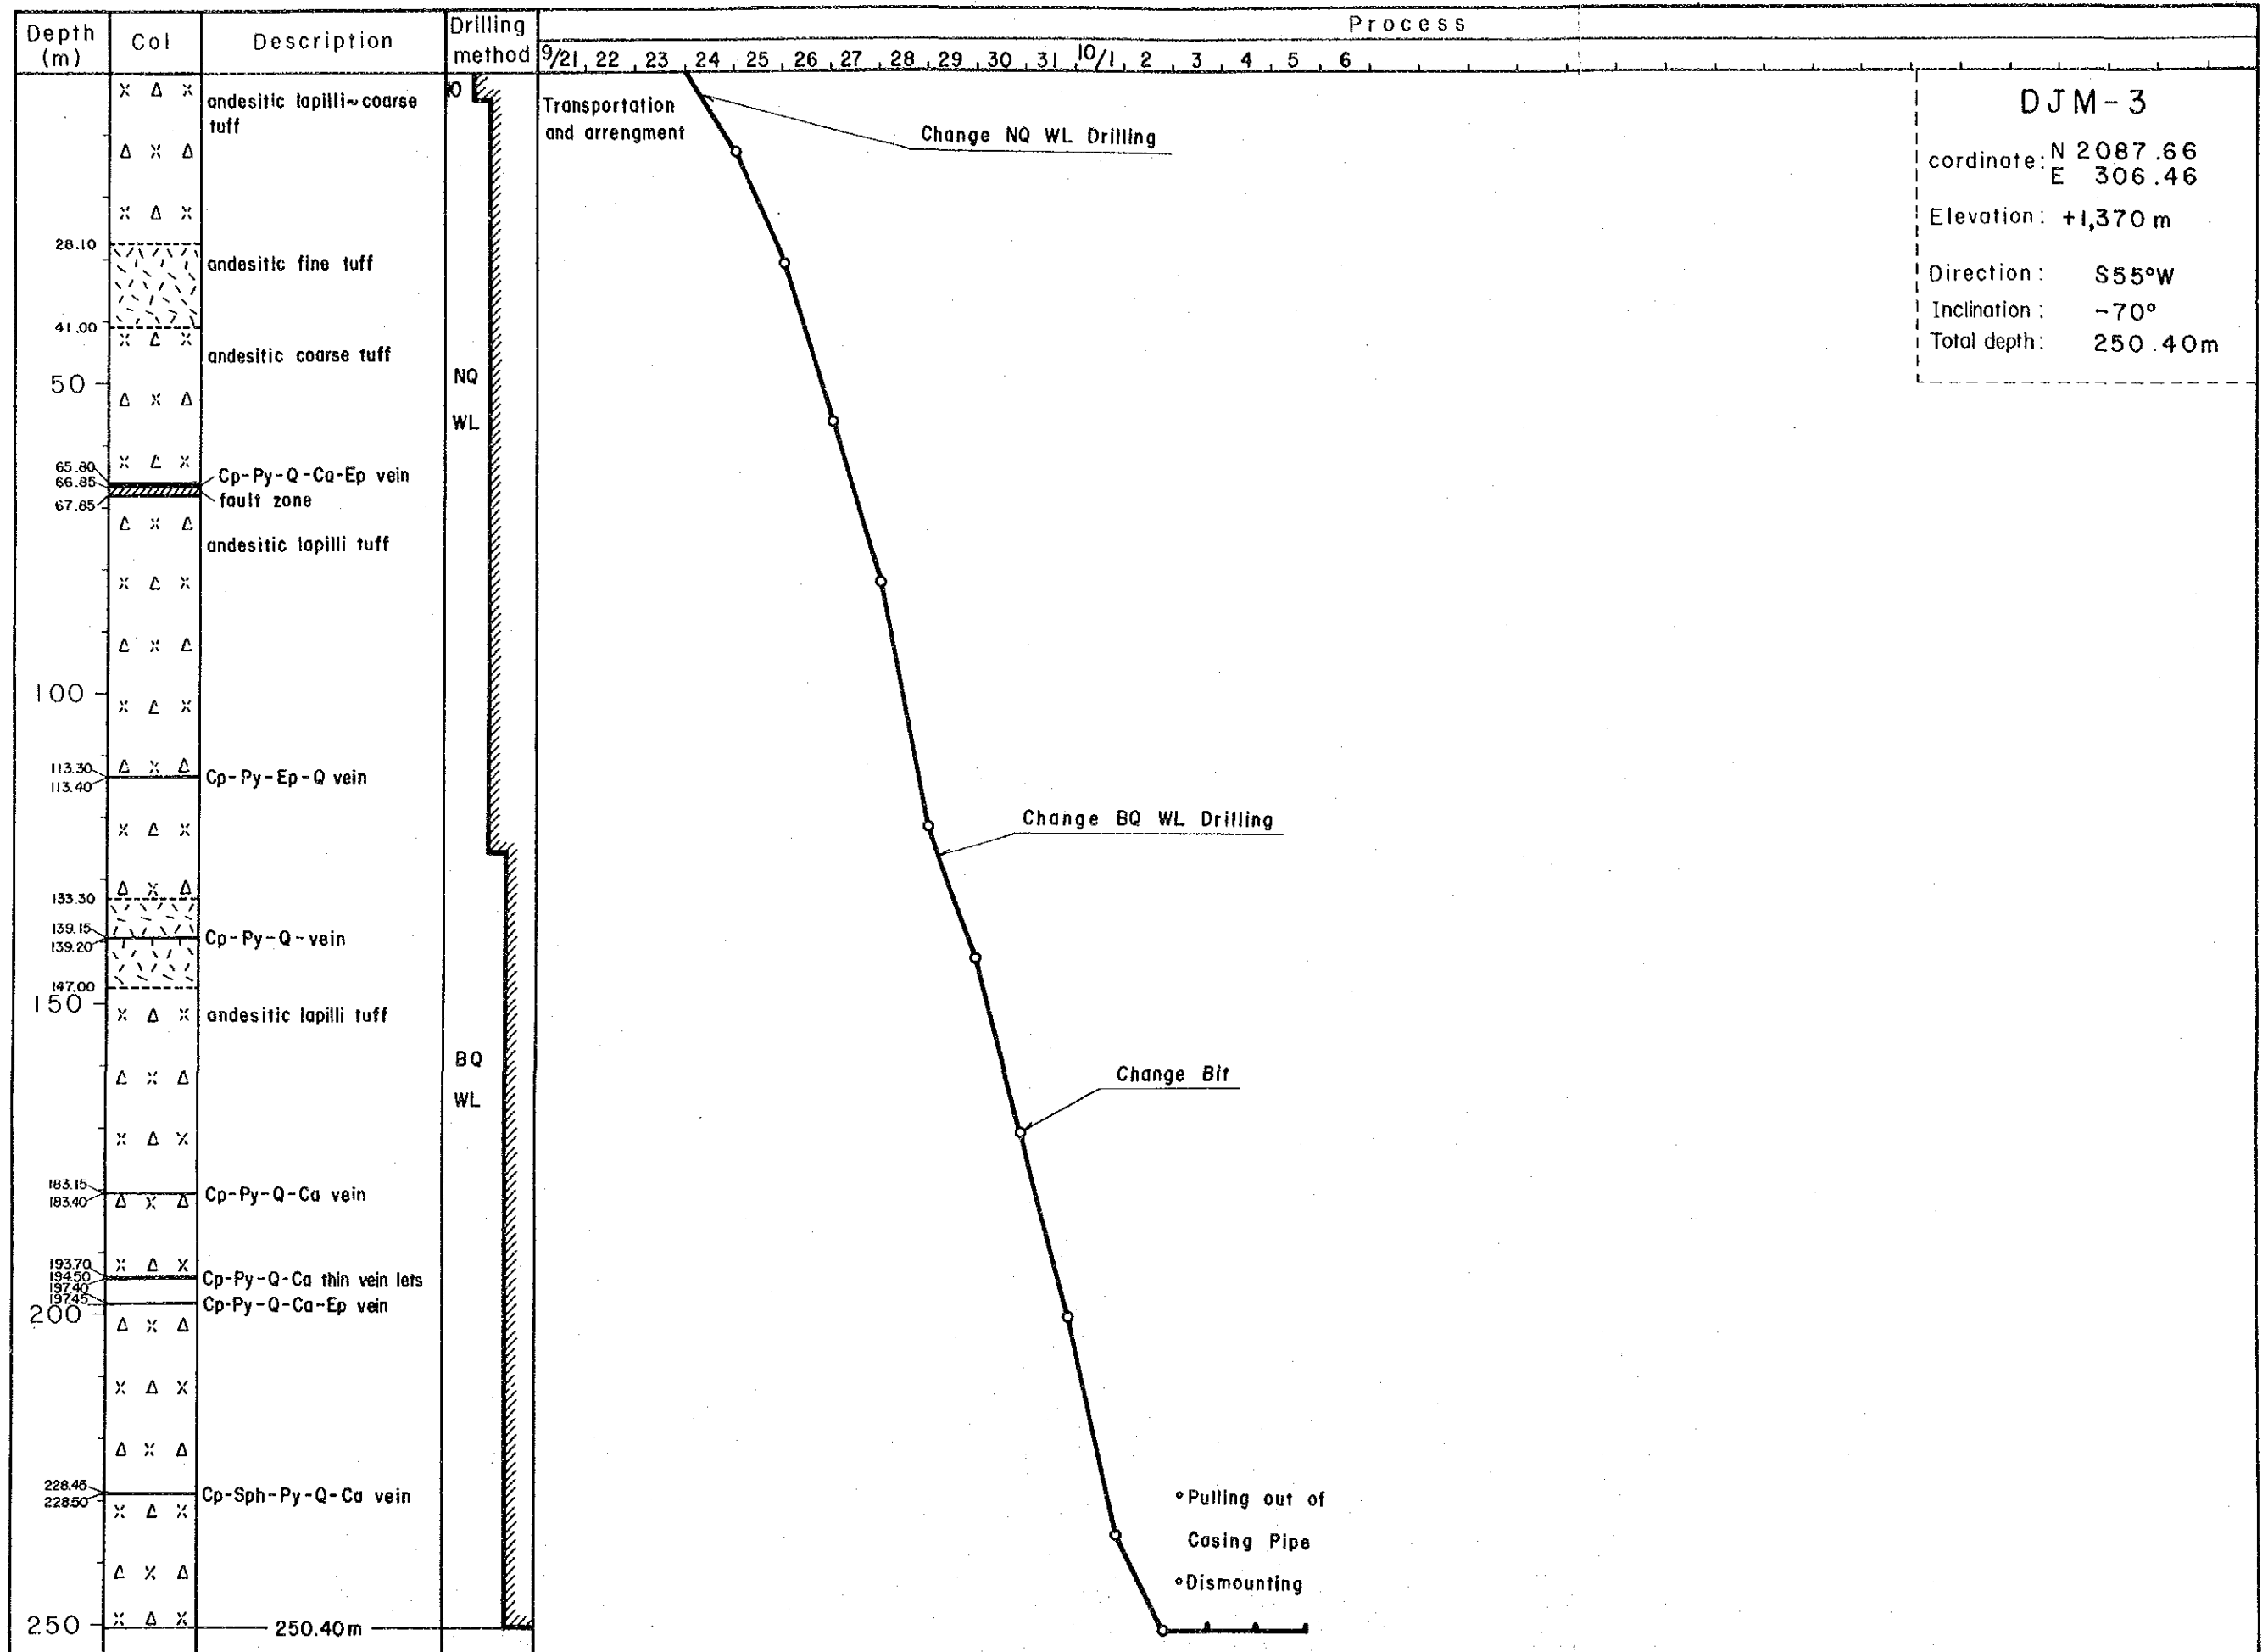 Depth
(m)
Col
Description
Drilling
method
Process
9/21 22 23 24 25 26 27 28 29 30 31 10/1 2 3 4 5 6
andesitic lapilli~coarse
tuff
Transportation
and arrengment
Change NQ WL Drilling
DJM-3
cordinate: N 2087.66
E 306.46
Elevation: +1,370 m
Direction: S55°W
Inclination: -70°
Total depth: 250.40m
28.10
andesitic fine tuff
41.00
andesitic coarse tuff
50
NQ
WL
65.80
66.85
67.85
Cp-Py-Q-Ca-Ep vein
fault zone
andesitic lapilli tuff
100
113.30
113.40
Cp-Py-Ep-Q vein
Change BQ WL Drilling
133.30
139.15
139.20
Cp-Py-Q-vein
147.00
150
andesitic lapilli tuff
BQ
WL
Change Bit
183.15
183.40
Cp-Py-Q-Ca vein
193.70
194.50
197.40
197.45
Cp-Py-Q-Ca thin vein lets
Cp-Py-Q-Ca-Ep vein
200
228.45
228.50
Cp-Sph-Py-Q-Ca vein
Pulling out of
Casing Pipe
Dismounting
250
250.40m